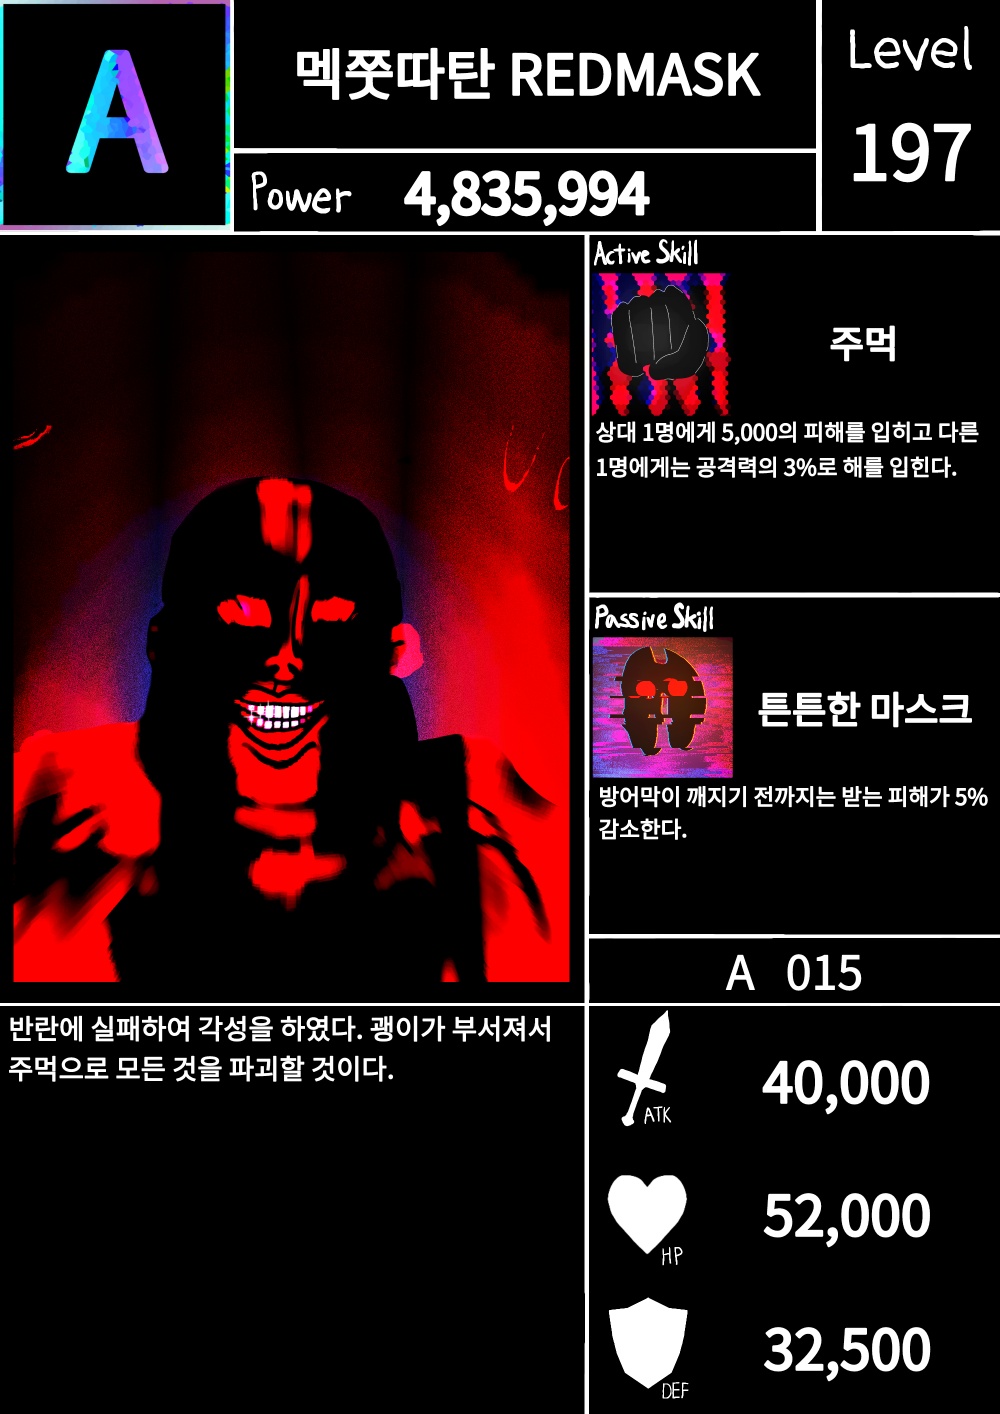 A
멕쫏따탄 REDMASK
Level
197
Power 4,835,994
Active Skill
주먹
상대 1명에게 5,000의 피해를 입히고 다른
1명에게는 공격력의 3%로 해를 입힌다.
Passive Skill
튼튼한 마스크
방어막이 깨지기 전까지는 받는 피해가 5%
감소한다.
A 015
반란에 실패하여 각성을 하였다. 괭이가 부서져서
주먹으로 모든 것을 파괴할 것이다.
ATK 40,000
HP 52,000
DEF 32,500